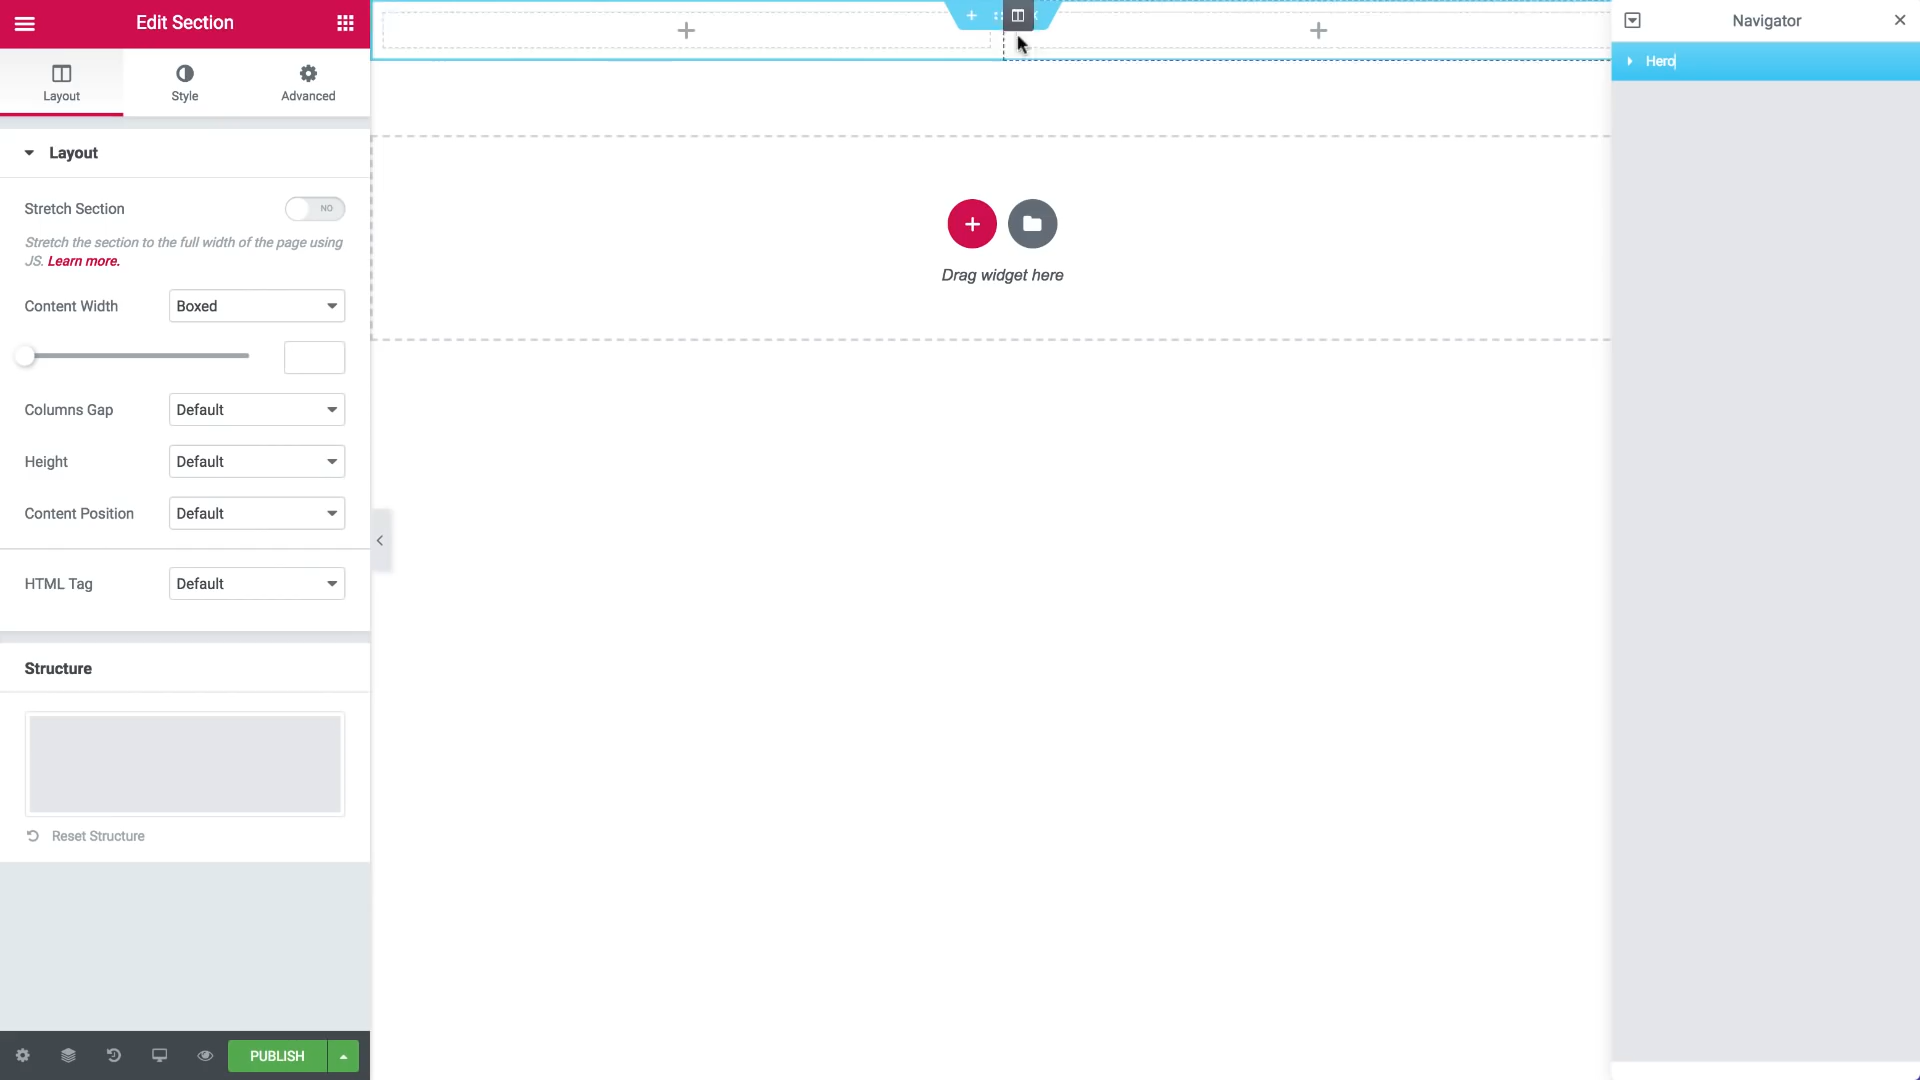 Edit Section
Navigator
Hero
Layout
Style
Advanced
Layout
Stretch Section
NO
Stretch the section to the full width of the page using
JS. Learn more.
Content Width
Boxed
Columns Gap
Default
Height
Default
Content Position
Default
HTML Tag
Default
Structure
Reset Structure
PUBLISH
Drag widget here